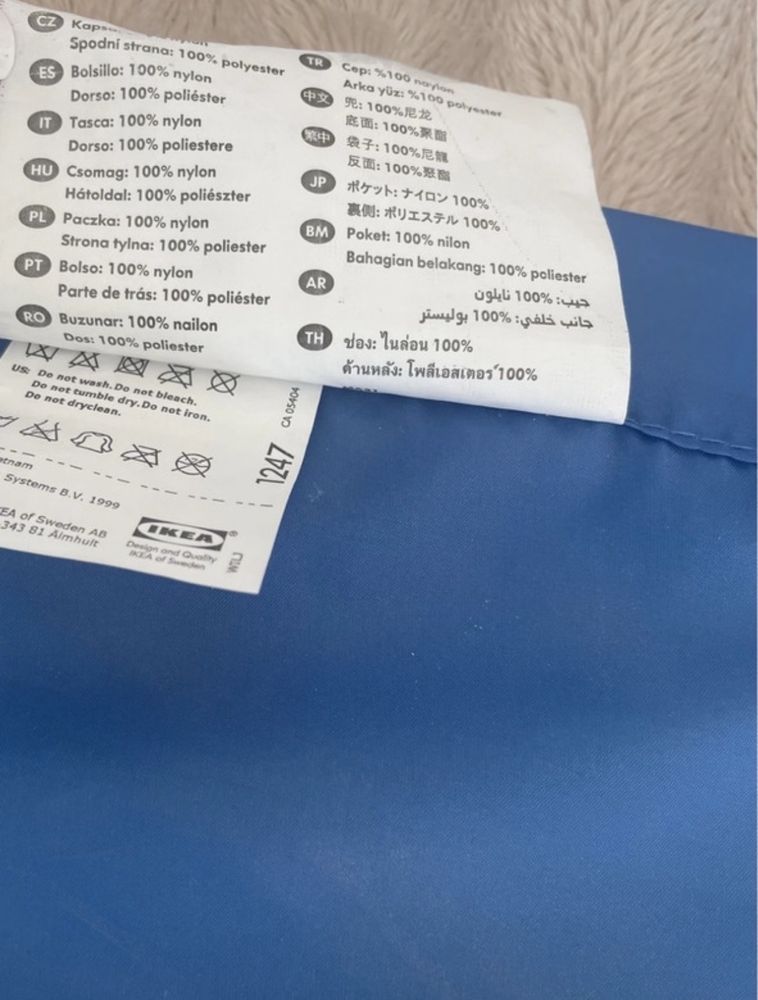 CZ
Spodní strana: 100% polyester
ES Bolsillo: 100% nylon
Dorso: 100% poliéster
IT Tasca: 100% nylon
Dorso: 100% poliestere
HU Csomag: 100% nylon
Hátoldal: 100% poliészter
PL Paczka: 100% nylon
Strona tylna: 100% poliester
PT Bolso: 100% nylon
Parte de trás: 100% poliéster
RO Buzunar: 100% nailon
Dos: 100% poliester
TR Cep: %100 naylon
Arka yüz: %100 polyester
中文 兜: 100%尼龙
底面: 100%聚酯
繁中 袋子: 100%尼龍
反面: 100%聚酯
JP ポケット: ナイロン 100%
裏側: ポリエステル 100%
BM Poket: 100% nilon
Bahagian belakang: 100% poliester
AR جيب: 100% نايلون
جانب خلفي: 100% بوليستر
TH ช่อง: ไนล่อน 100%
ด้านหลัง: โพลีเอสเตอร์ 100%
US: Do not wash. Do not bleach.
Do not tumble dry. Do not iron.
Do not dryclean.
CA 05404
1247
Systems B.V. 1999
of Sweden AB
343 81 Älmhult
IKEA®
Design and Quality
IKEA of Sweden